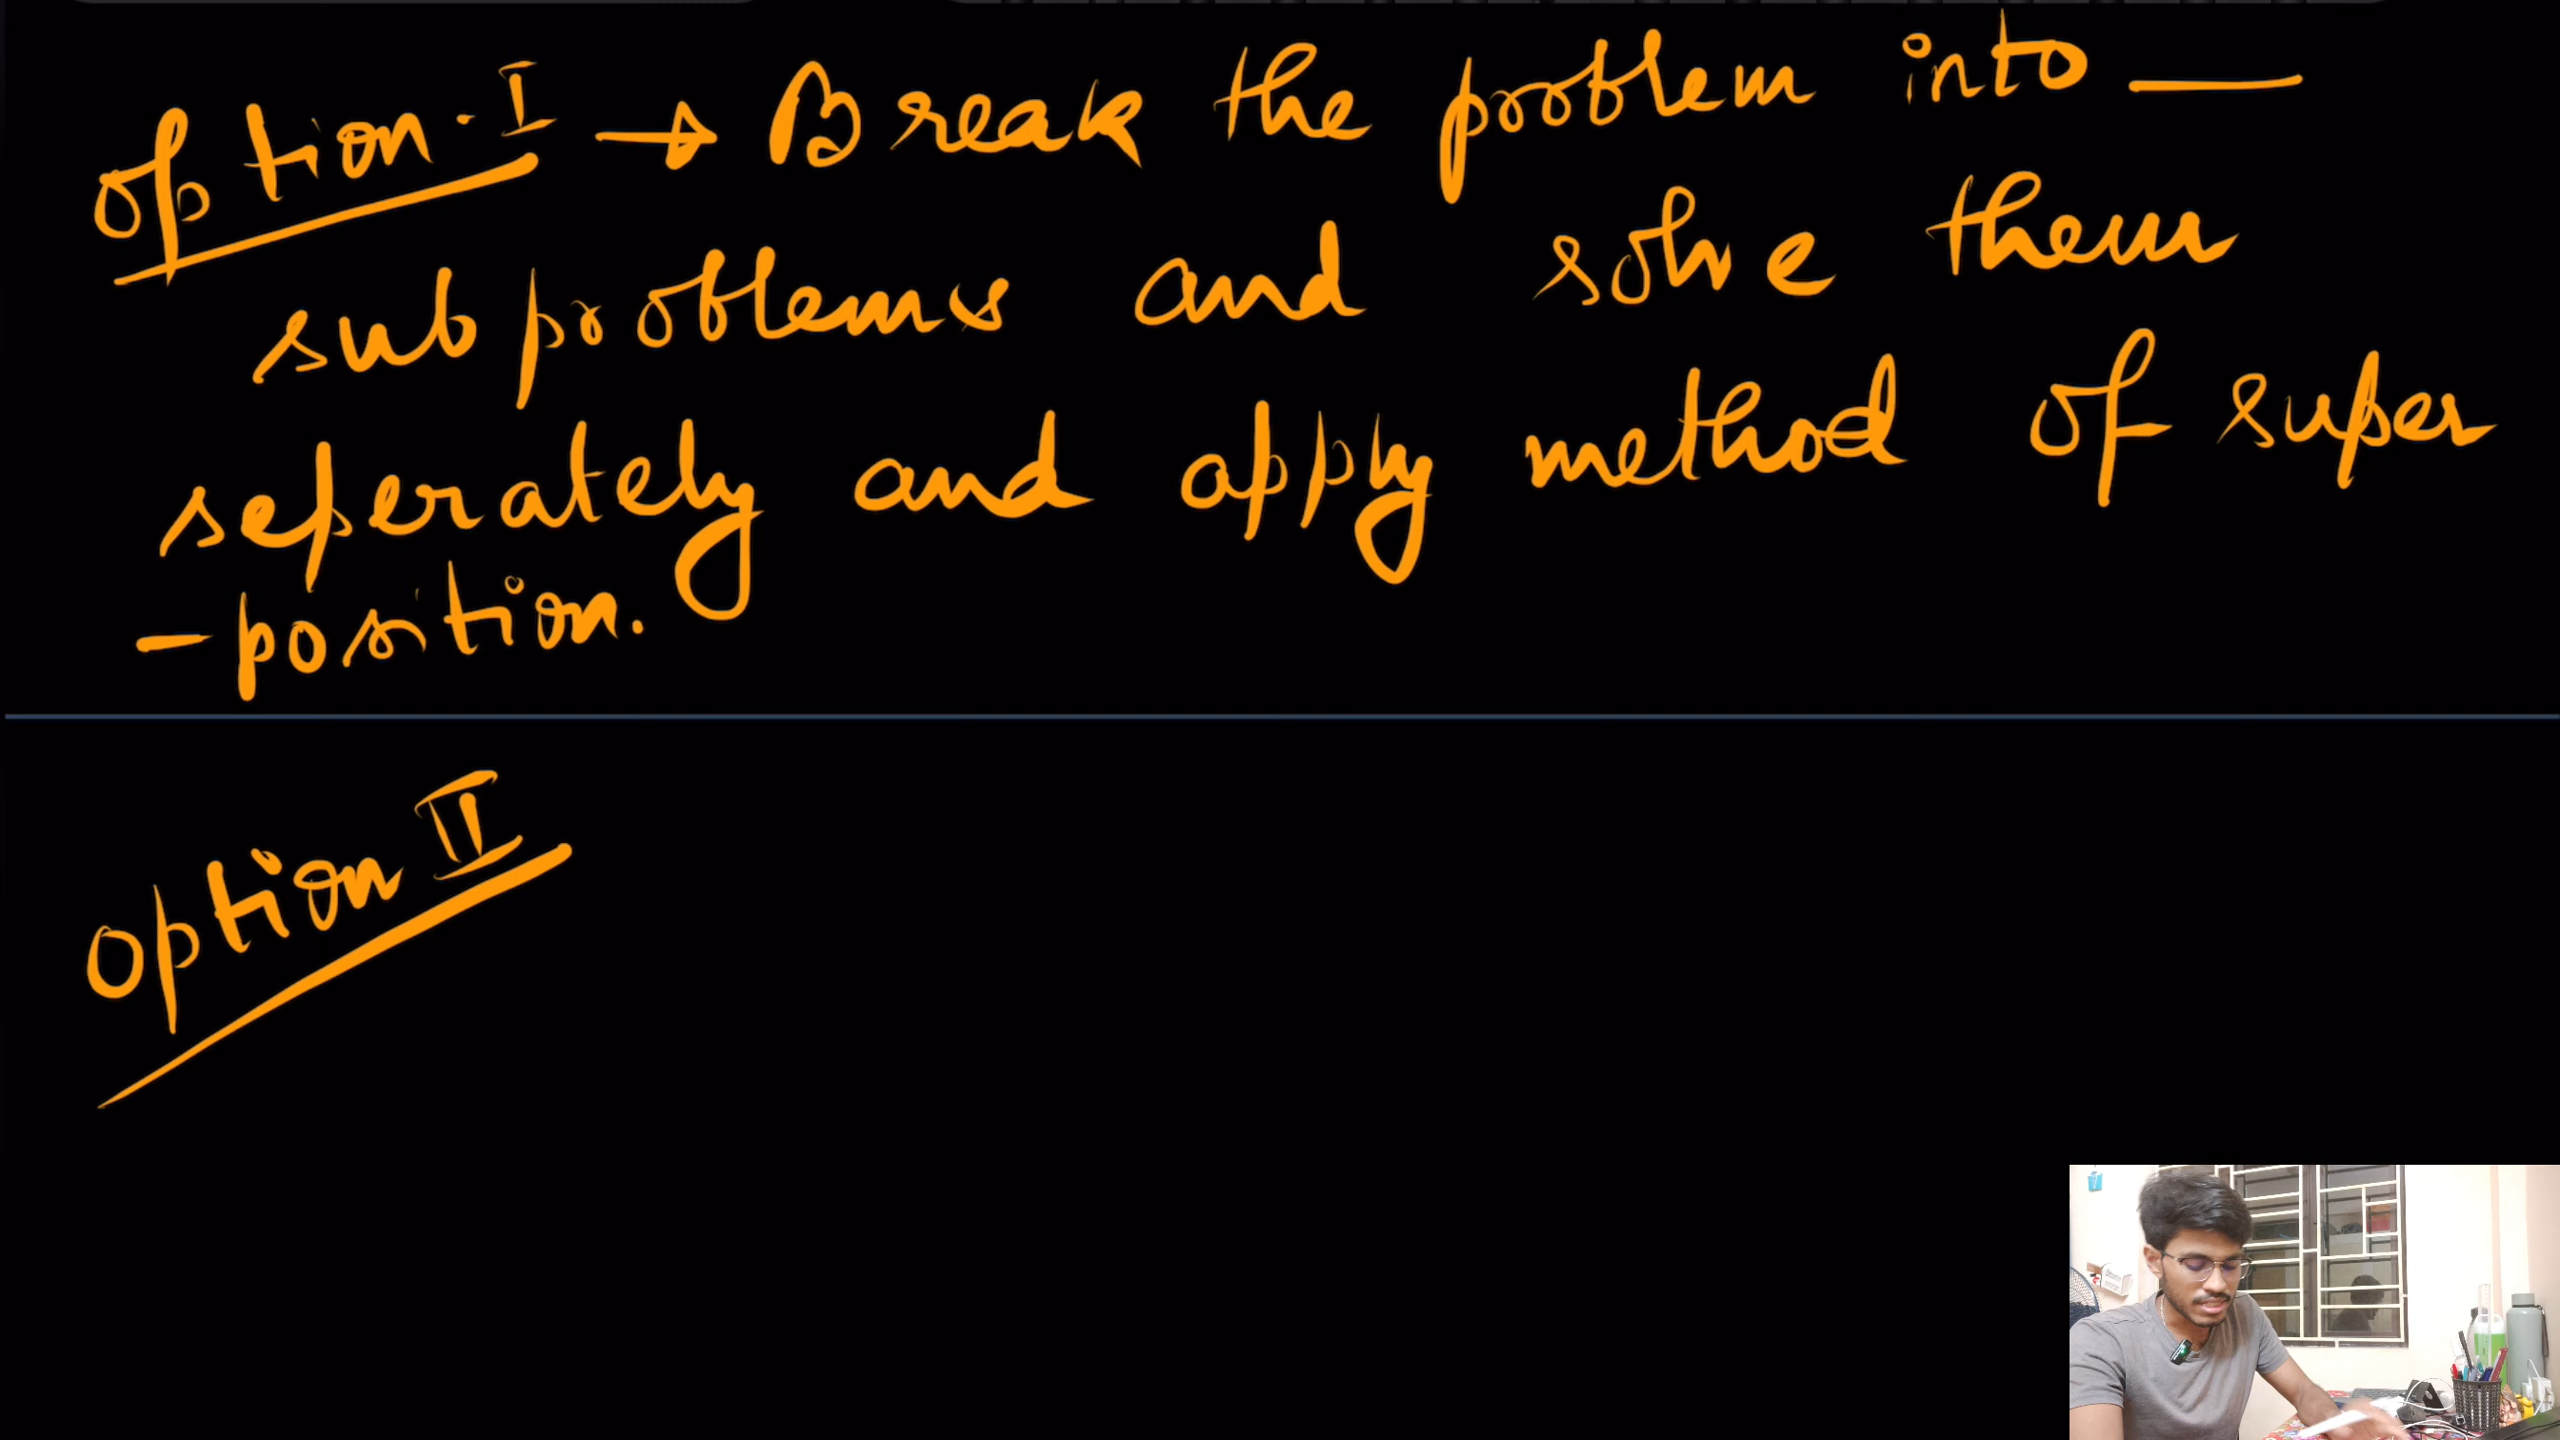 Option. I → Break the problem into —
subproblems and solve them
seperately and apply method of super
-position.
Option II